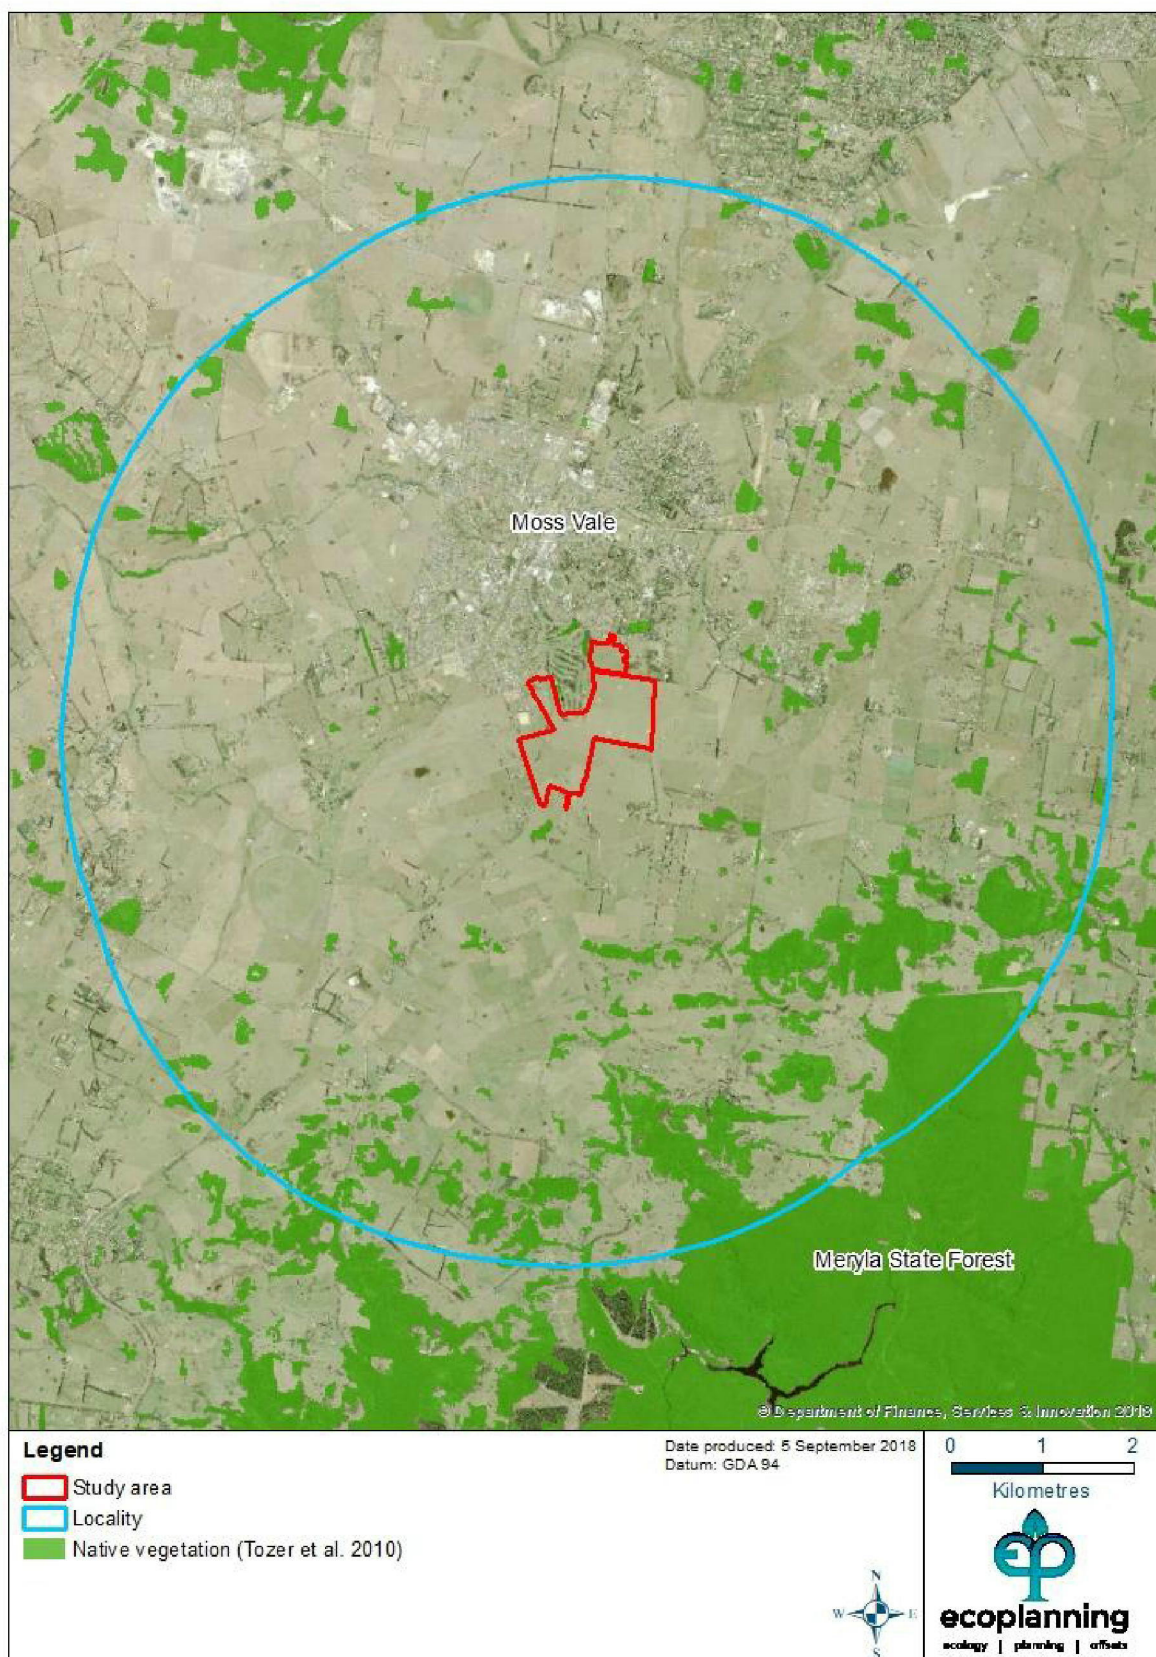 Moss Vale
Meryla State Forest
© Department of Finance, Services & Innovation 2018
Legend
Study area
Locality
Native vegetation (Tozer et al. 2010)
Date produced: 5 September 2018
Datum: GDA 94
0 1 2
Kilometres
N
W E
S
ep
ecoplanning
ecology | planning | offsets